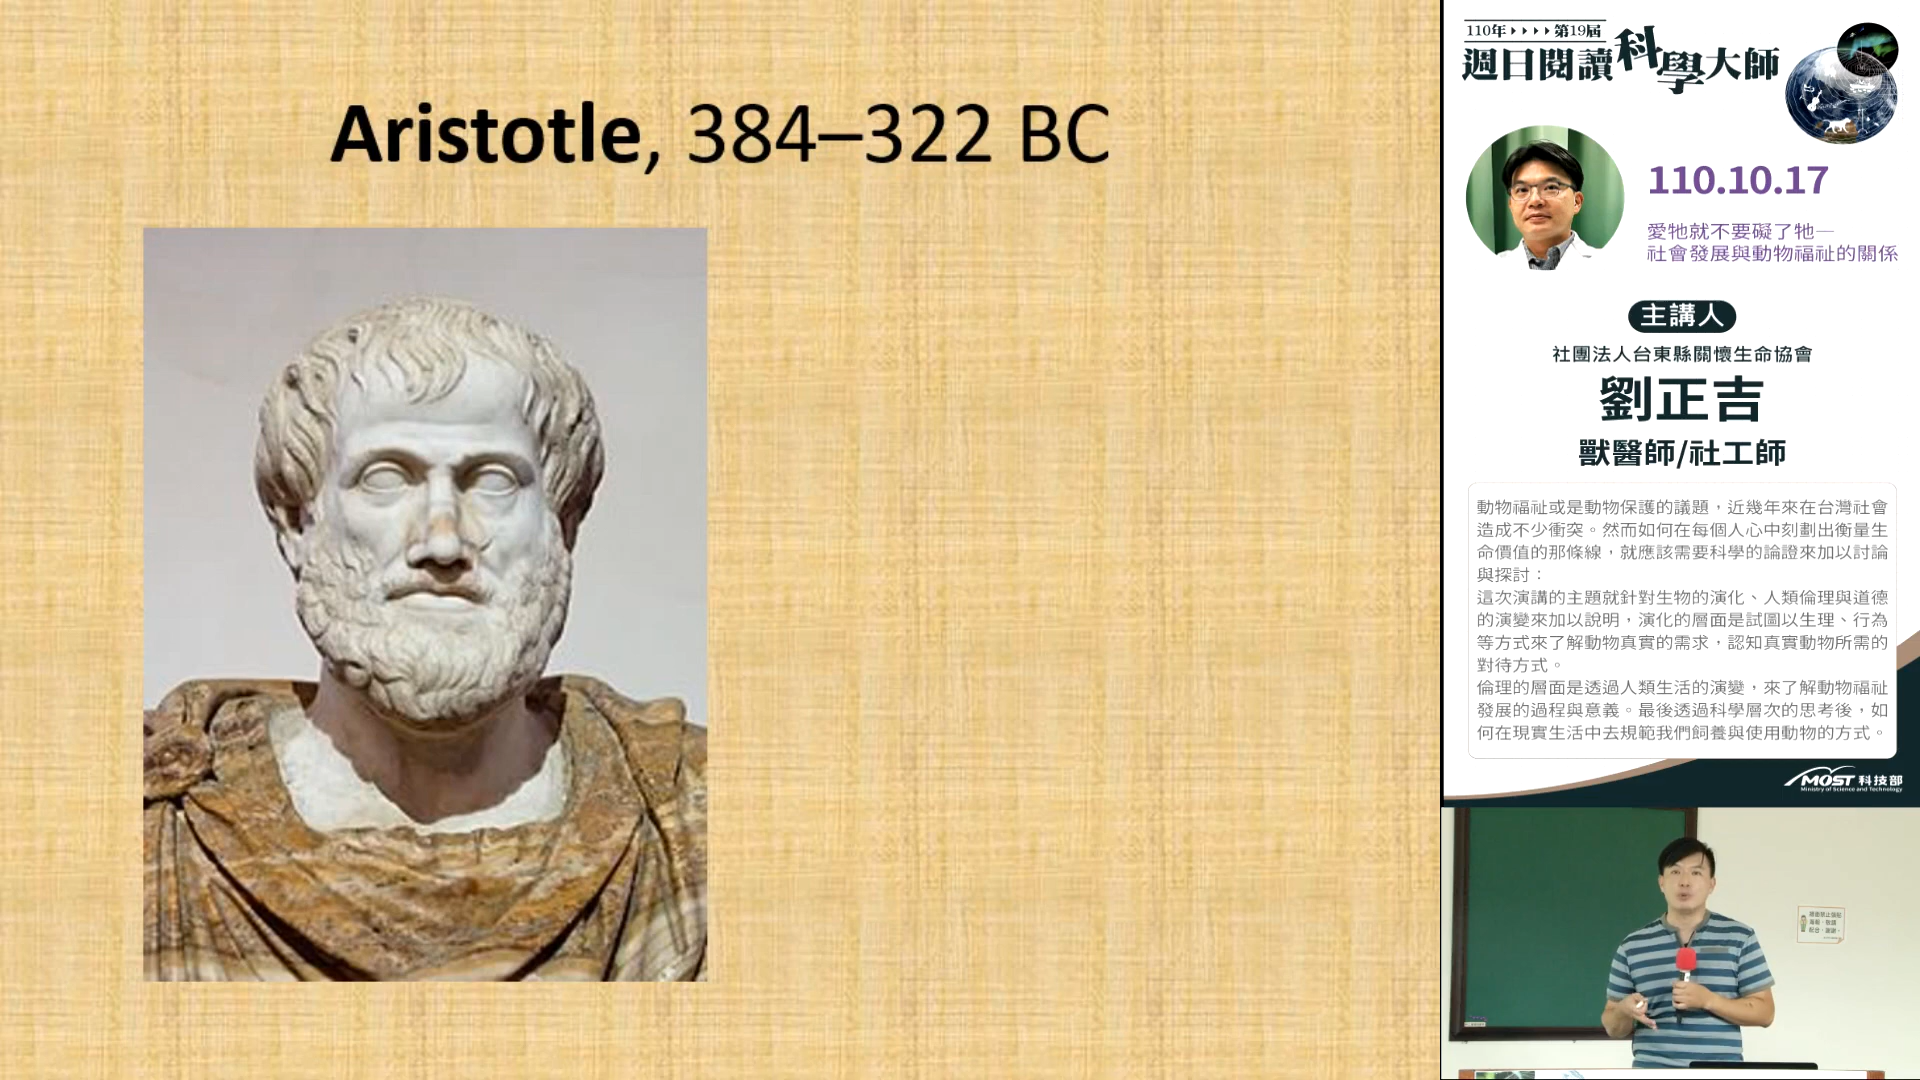 Aristotle, 384–322 BC
110年 第19屆
週日閱讀科學大師
110.10.17
愛牠就不要礙了牠—
社會發展與動物福祉的關係
主講人
社團法人台東縣關懷生命協會
劉正吉
獸醫師/社工師
動物福祉或是動物保護的議題，近幾年來在台灣社會
造成不少衝突。然而如何在每個人心中刻劃出衡量生
命價值的那條線，就應該需要科學的論證來加以討論
與探討：
這次演講的主題就針對生物的演化、人類倫理與道德
的演變來加以說明，演化的層面是試圖以生理、行為
等方式來了解動物真實的需求，認知真實動物所需的
對待方式。
倫理的層面是透過人類生活的演變，來了解動物福祉
發展的過程與意義。最後透過科學層次的思考後，如
何在現實生活中去規範我們飼養與使用動物的方式。
MOST 科技部
Ministry of Science and Technology